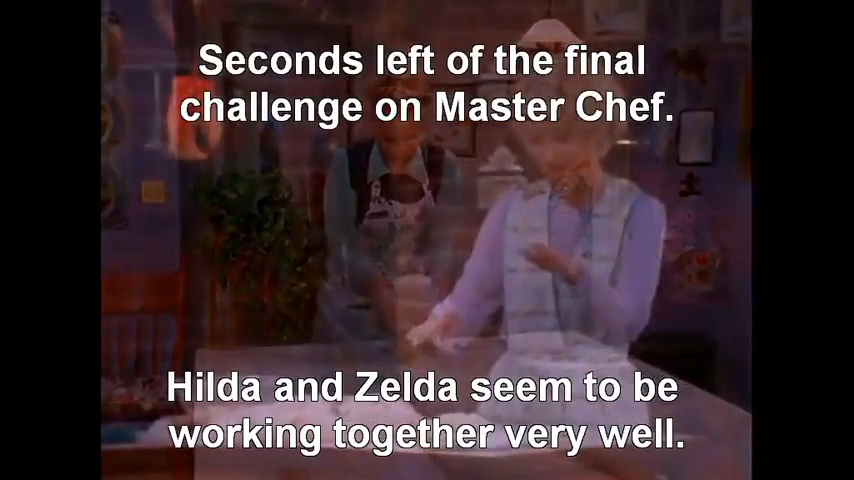 Seconds left of the final
challenge on Master Chef.
Hilda and Zelda seem to be
working together very well.